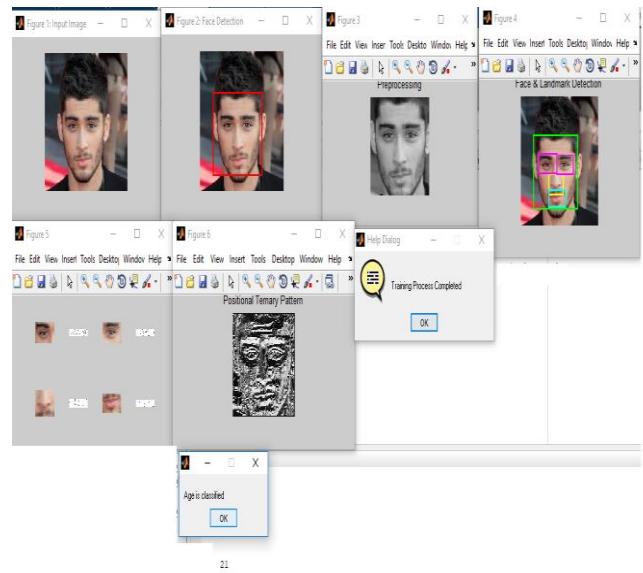 Figure 1: Input Image
Figure 2: Face Detection
Figure 3
File Edit View Inser Tools Deskto Window Help
Preprocessing
Figure 4
File Edit View Insert Tools Desktop Window Help
Face & Landmark Detection
Figure 5
File Edit View Insert Tools Desktop Window Help
Figure 6
File Edit View Insert Tools Desktop Window Help
Positional Ternary Pattern
Help Dialog
Training Process Completed
OK
Age is classified
OK
21